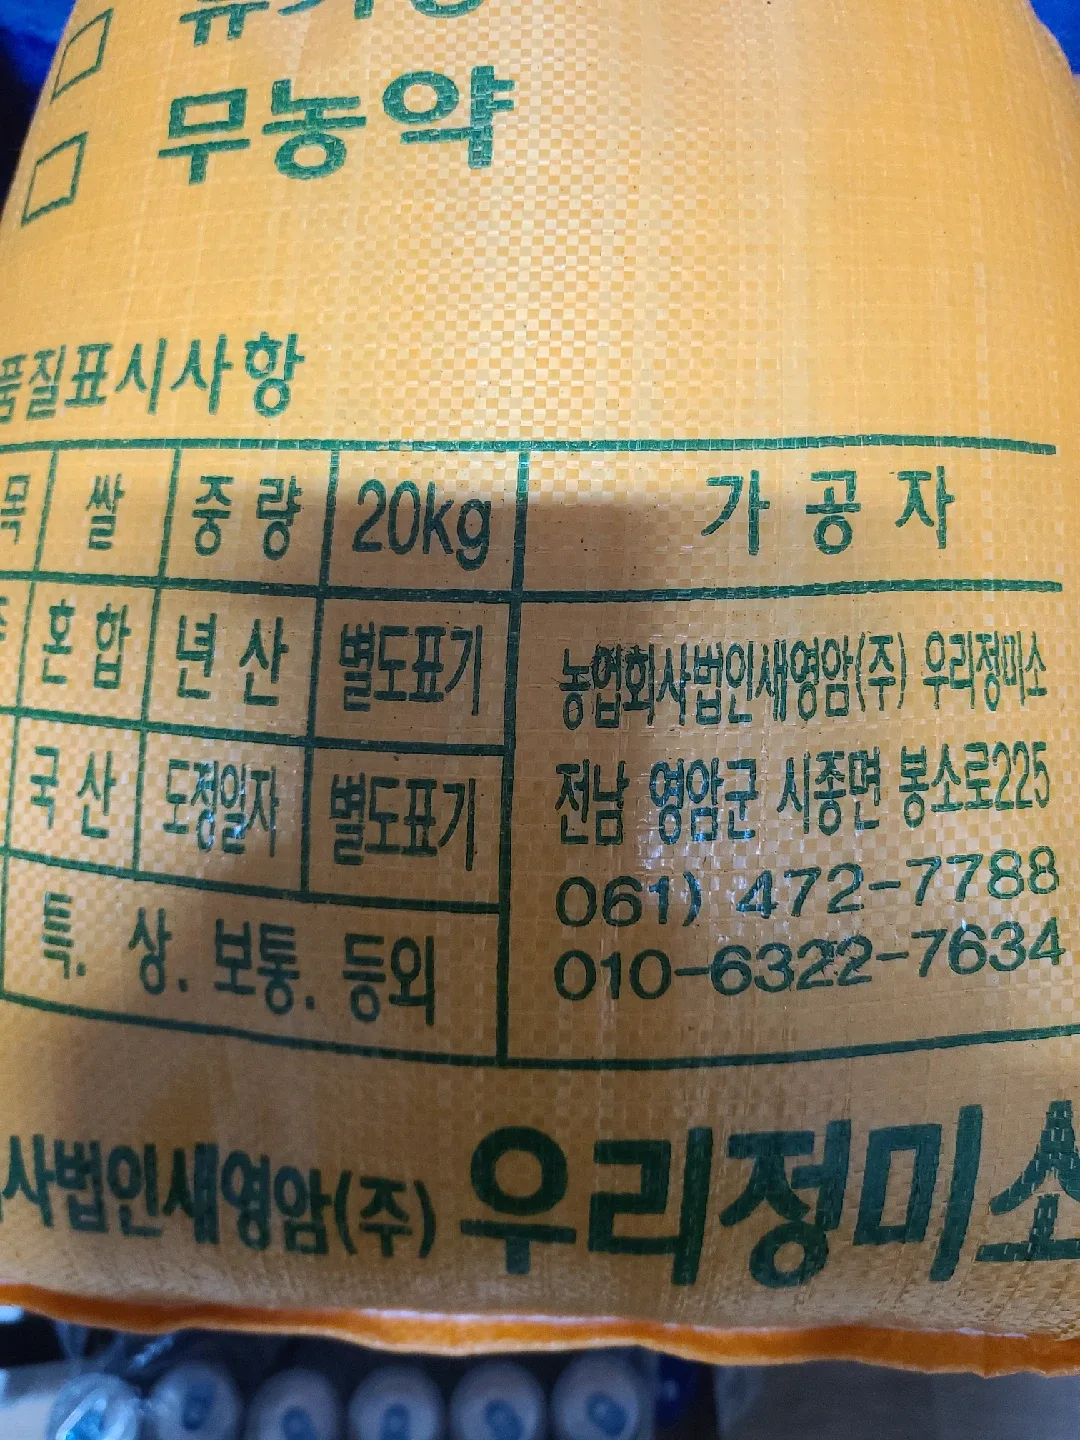 무농약
품질표시사항
목 쌀 중량 20kg 가공자
혼합 년산 별도표기
농업회사법인새영암(주) 우리정미소
국산 도정일자 별도표기
전남 영암군 시종면 봉소로225
061) 472-7788
특. 상. 보통. 등외
010-6322-7634
사법인새영암(주) 우리정미소